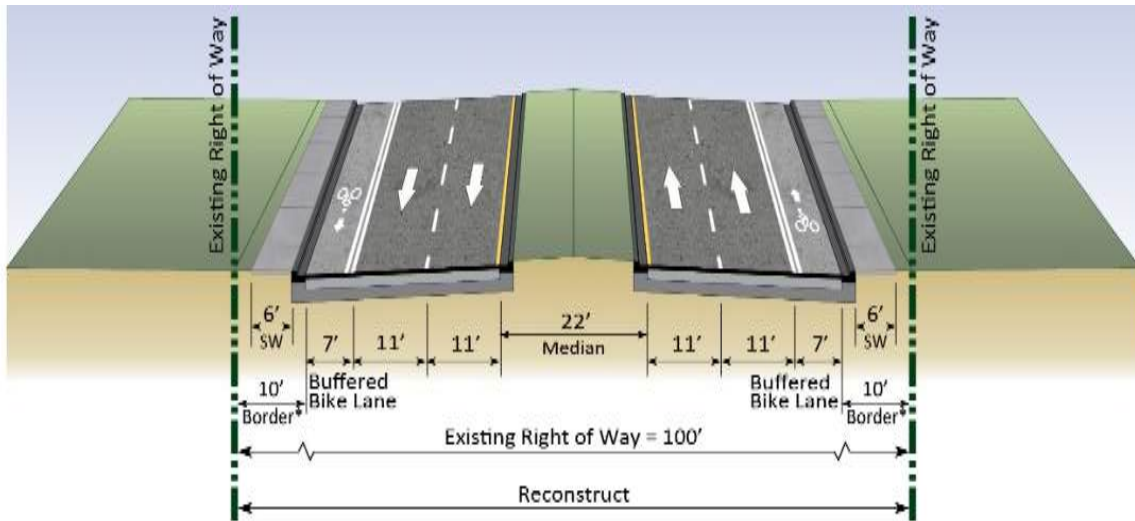 Existing Right of Way
Existing Right of Way
6'
SW
7'
11'
11'
22'
Median
11'
11'
7'
6'
SW
10'
Border*
Buffered
Bike Lane
Buffered
Bike Lane
10'
Border*
Existing Right of Way = 100'
Reconstruct